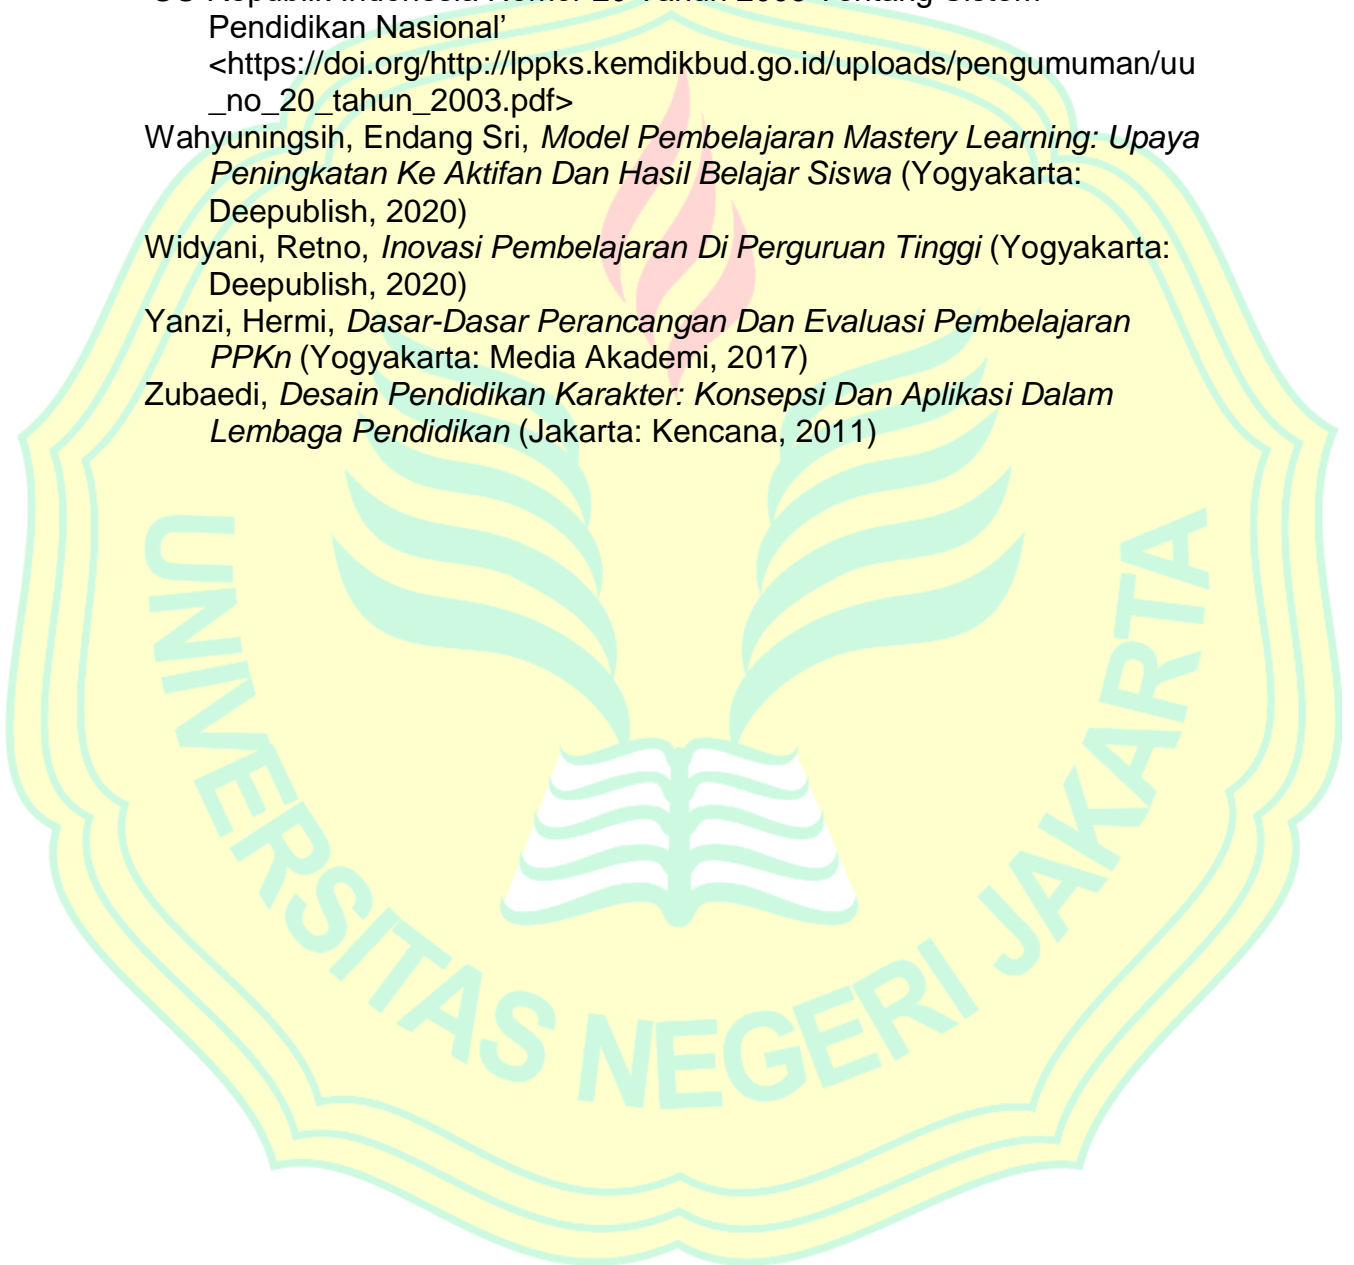 Pendidikan Nasional’
<https://doi.org/http://lppks.kemdikbud.go.id/uploads/pengumuman/uu
_no_20_tahun_2003.pdf>
Wahyuningsih, Endang Sri, Model Pembelajaran Mastery Learning: Upaya
Peningkatan Ke Aktifan Dan Hasil Belajar Siswa (Yogyakarta:
Deepublish, 2020)
Widyani, Retno, Inovasi Pembelajaran Di Perguruan Tinggi (Yogyakarta:
Deepublish, 2020)
Yanzi, Hermi, Dasar-Dasar Perancangan Dan Evaluasi Pembelajaran
PPKn (Yogyakarta: Media Akademi, 2017)
Zubaedi, Desain Pendidikan Karakter: Konsepsi Dan Aplikasi Dalam
Lembaga Pendidikan (Jakarta: Kencana, 2011)
UNIVERSITAS NEGERI JAKARTA